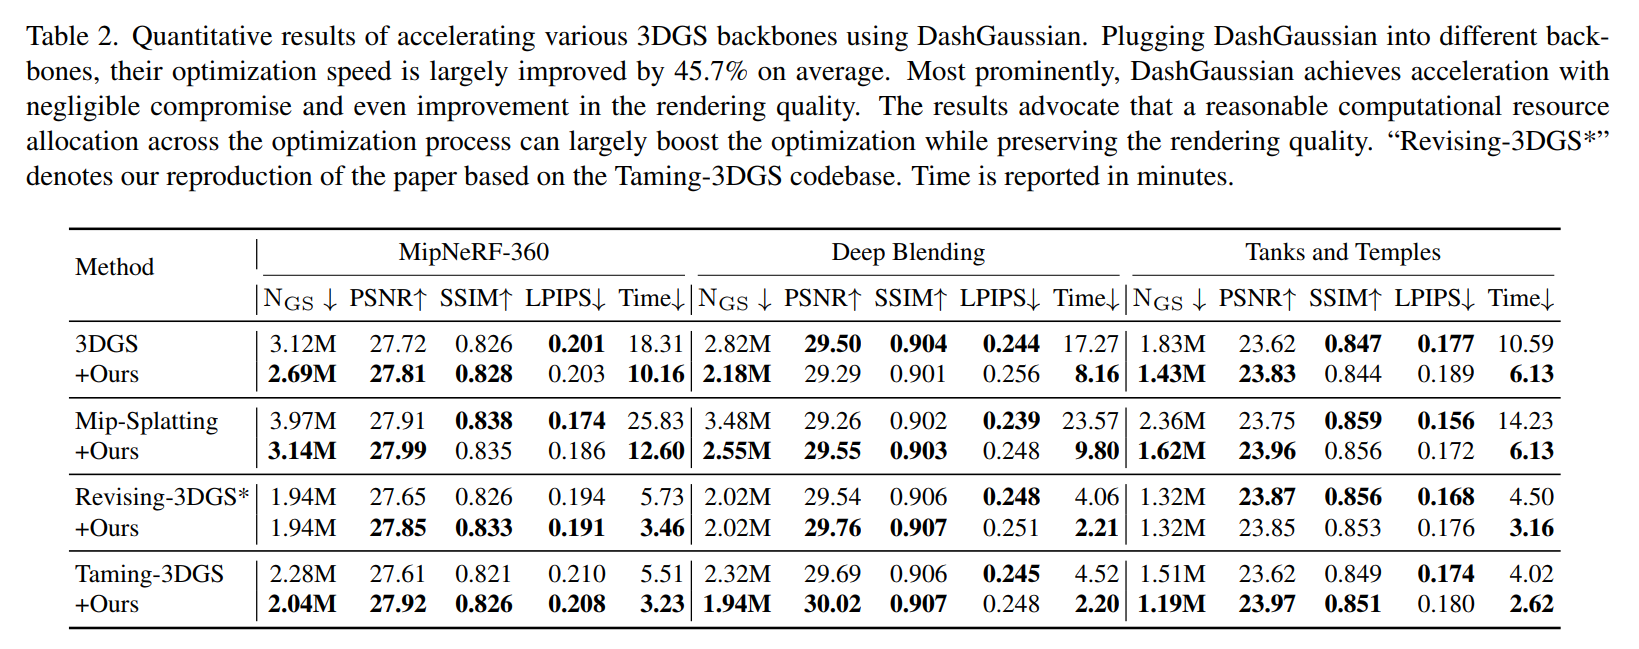 Table 2. Quantitative results of accelerating various 3DGS backbones using DashGaussian. Plugging DashGaussian into different back-
bones, their optimization speed is largely improved by 45.7% on average. Most prominently, DashGaussian achieves acceleration with
negligible compromise and even improvement in the rendering quality. The results advocate that a reasonable computational resource
allocation across the optimization process can largely boost the optimization while preserving the rendering quality. “Revising-3DGS*”
denotes our reproduction of the paper based on the Taming-3DGS codebase. Time is reported in minutes.
Method MipNeRF-360 Deep Blending Tanks and Temples
N_GS ↓ PSNR↑ SSIM↑ LPIPS↓ Time↓ N_GS ↓ PSNR↑ SSIM↑ LPIPS↓ Time↓ N_GS ↓ PSNR↑ SSIM↑ LPIPS↓ Time↓
3DGS 3.12M 27.72 0.826 0.201 18.31 2.82M 29.50 0.904 0.244 17.27 1.83M 23.62 0.847 0.177 10.59
+Ours 2.69M 27.81 0.828 0.203 10.16 2.18M 29.29 0.901 0.256 8.16 1.43M 23.83 0.844 0.189 6.13
Mip-Splatting 3.97M 27.91 0.838 0.174 25.83 3.48M 29.26 0.902 0.239 23.57 2.36M 23.75 0.859 0.156 14.23
+Ours 3.14M 27.99 0.835 0.186 12.60 2.55M 29.55 0.903 0.248 9.80 1.62M 23.96 0.856 0.172 6.13
Revising-3DGS* 1.94M 27.65 0.826 0.194 5.73 2.02M 29.54 0.906 0.248 4.06 1.32M 23.87 0.856 0.168 4.50
+Ours 1.94M 27.85 0.833 0.191 3.46 2.02M 29.76 0.907 0.251 2.21 1.32M 23.85 0.853 0.176 3.16
Taming-3DGS 2.28M 27.61 0.821 0.210 5.51 2.32M 29.69 0.906 0.245 4.52 1.51M 23.62 0.849 0.174 4.02
+Ours 2.04M 27.92 0.826 0.208 3.23 1.94M 30.02 0.907 0.248 2.20 1.19M 23.97 0.851 0.180 2.62